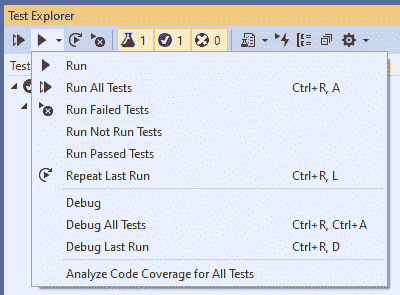 Test Explorer
1 1 0
Tes
Run
Run All Tests Ctrl+R, A
Run Failed Tests
Run Not Run Tests
Run Passed Tests
Repeat Last Run Ctrl+R, L
Debug
Debug All Tests Ctrl+R, Ctrl+A
Debug Last Run Ctrl+R, D
Analyze Code Coverage for All Tests